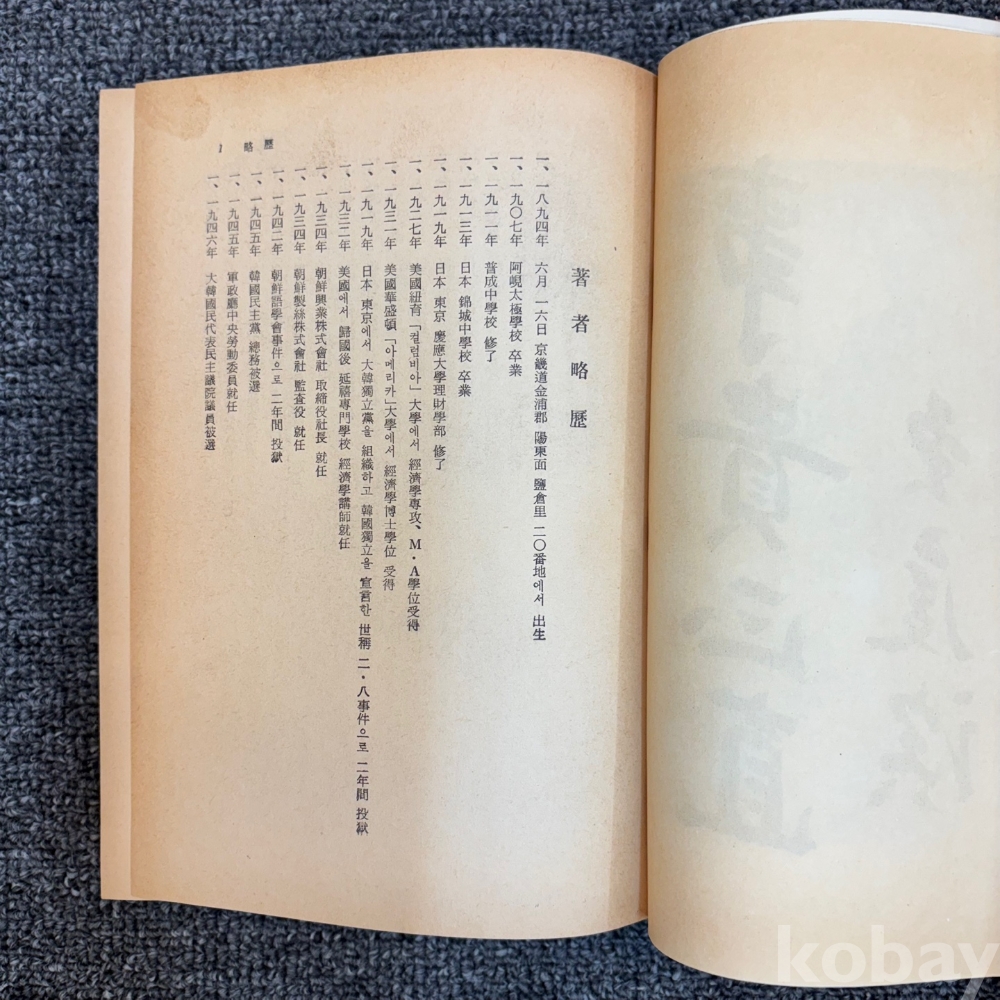 著者略歷
一、一八九四年 六月 一六日 京畿道金浦郡 陽東面 鹽倉里 二〇番地에서 出生
一、一九〇七年 阿峴太極學校 卒業
一、一九一一年 普成中學校 修了
一、一九一三年 日本 錦城中學校 卒業
一、一九一九年 日本 東京 慶應大學理財學部 修了
一、一九二七年 美國紐育 「컬럼비아」大學에서 經濟學專攻、M・A學位受得
一、一九三一年 美國華盛頓 「아메리카」大學에서 經濟學博士學位 受得
一、一九一九年 日本 東京에서 大韓獨立黨을 組織하고 韓國獨立을 宣言한 世稱 二・八事件으로 二年間 投獄
一、一九三二年 美國에서 歸國後 延禧專門學校 經濟學講師就任
一、一九三四年 朝鮮興業株式會社 取締役社長 就任
一、一九三四年 朝鮮製絲株式會社 監査役 就任
一、一九四二年 朝鮮語學會事件으로 二年間 投獄
一、一九四五年 韓國民主黨 總務被選
一、一九四五年 軍政廳中央勞動委員就任
一、一九四六年 大韓國民代表民主議院議員被選
略歷 1
kobay